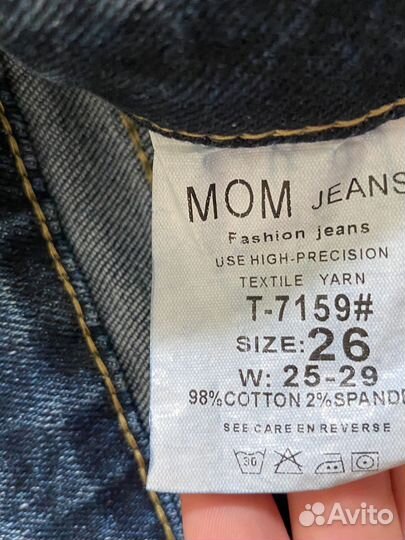 MOM JEANS
Fashion jeans
USE HIGH-PRECISION
TEXTILE YARN
T-7159#
SIZE: 26
W: 25-29
98%COTTON 2%SPANDE
SEE CARE EN REVERSE
30
Avito